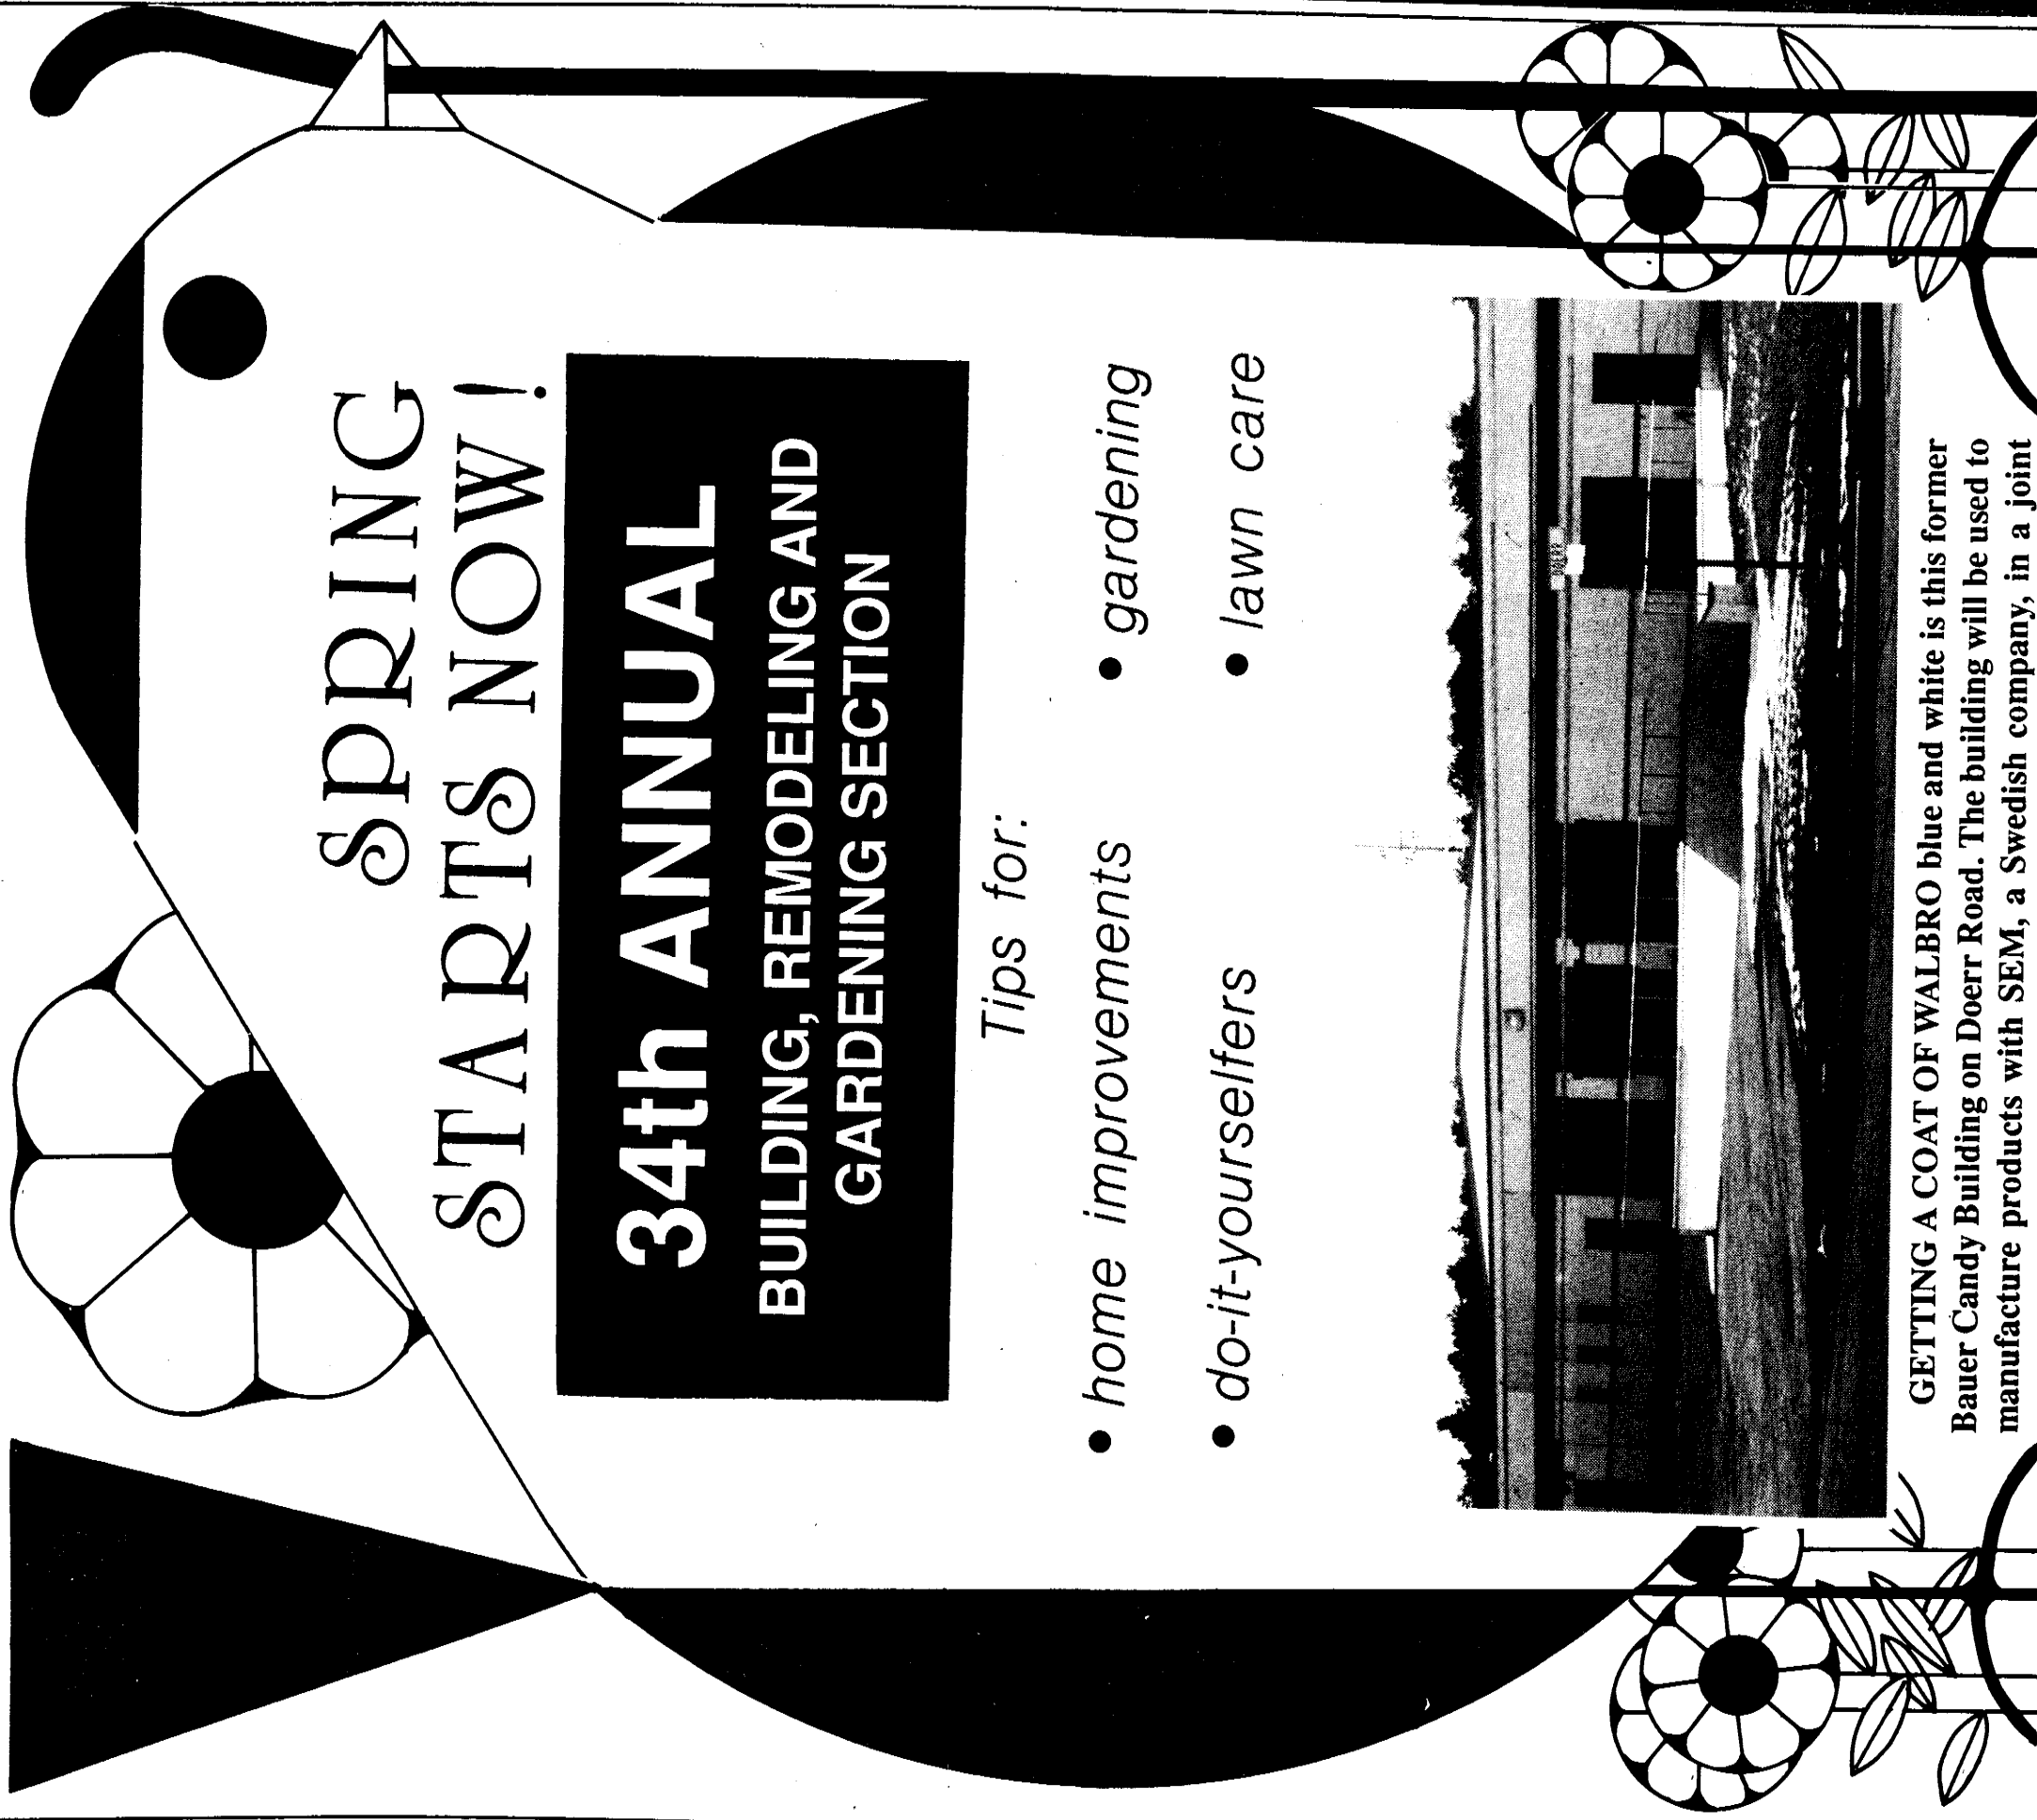 SPRING
STARTS NOW!
34th ANNUAL
BUILDING, REMODELING AND
GARDENING SECTION
Tips for:
• home improvements
• gardening
• do-it-yourselfers
• lawn care
GETTING A COAT OF WALBRO blue and white is this former
Bauer Candy Building on Doerr Road. The building will be used to
manufacture products with SEM, a Swedish company, in a joint